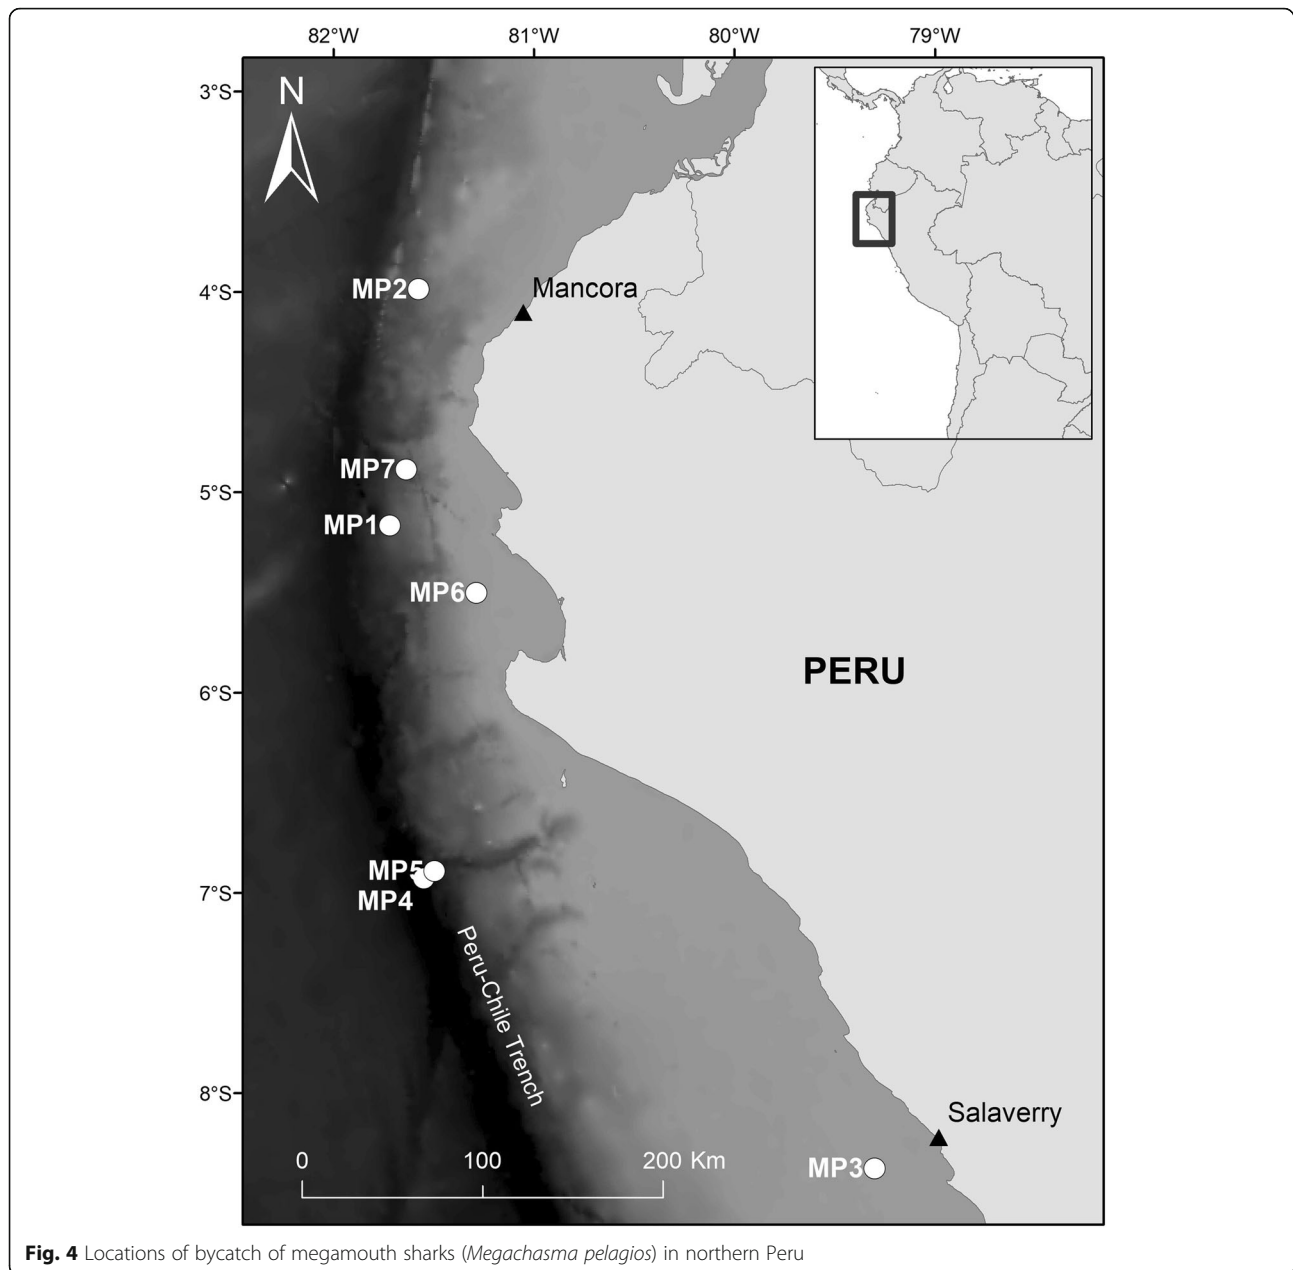 82°W 81°W 80°W 79°W
3°S
N
4°S
MP2
Mancora
MP7
5°S
MP1
MP6
PERU
6°S
MP5
7°S
MP4
Peru-Chile Trench
8°S
Salaverry
0 100 200 Km
MP3
Fig. 4 Locations of bycatch of megamouth sharks (Megachasma pelagios) in northern Peru